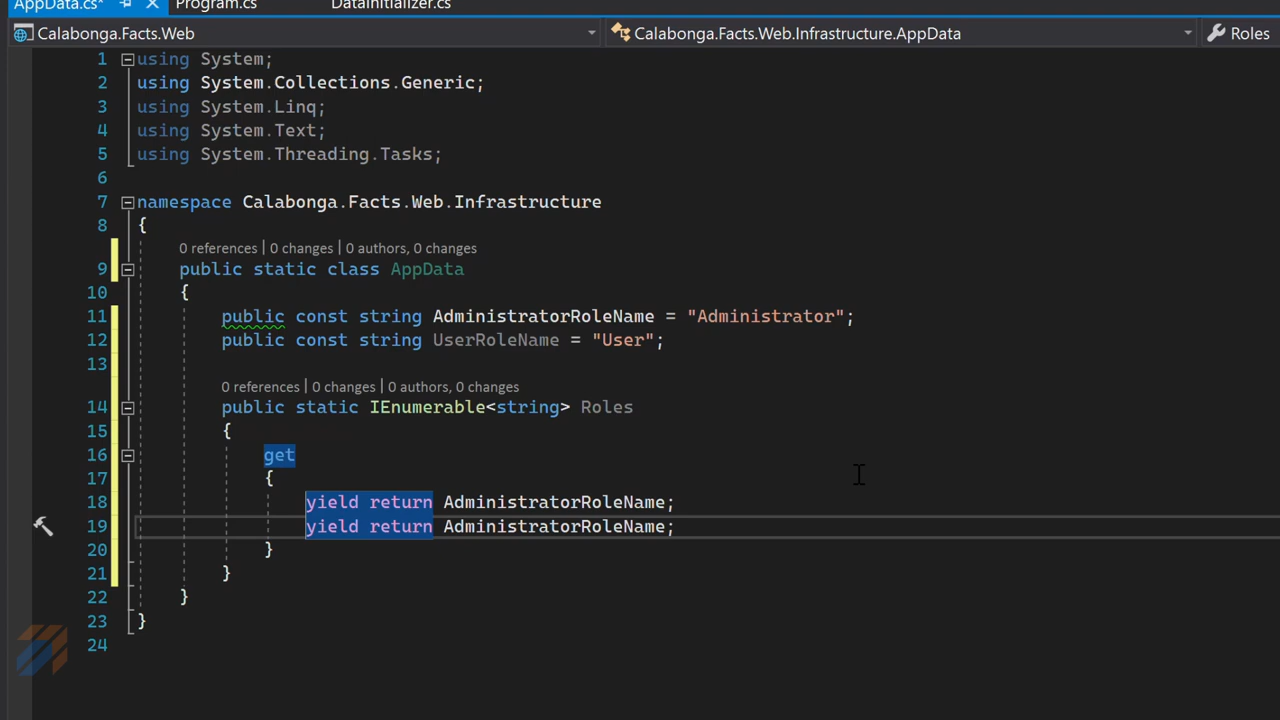 AppData.cs* Program.cs DataInitializer.cs
Calabonga.Facts.Web Calabonga.Facts.Web.Infrastructure.AppData Roles
1 using System;
2 using System.Collections.Generic;
3 using System.Linq;
4 using System.Text;
5 using System.Threading.Tasks;
6
7 namespace Calabonga.Facts.Web.Infrastructure
8 {
0 references | 0 changes | 0 authors, 0 changes
9 public static class AppData
10 {
11 public const string AdministratorRoleName = "Administrator";
12 public const string UserRoleName = "User";
13
0 references | 0 changes | 0 authors, 0 changes
14 public static IEnumerable<string> Roles
15 {
16 get
17 {
18 yield return AdministratorRoleName;
19 yield return AdministratorRoleName;
20 }
21 }
22 }
23 }
24